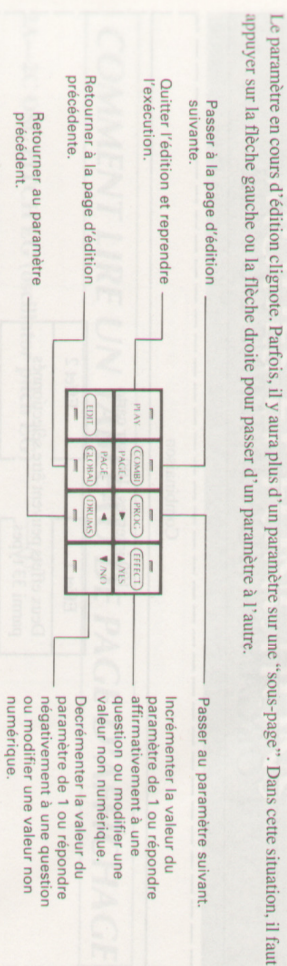 Le paramètre en cours d'édition clignote. Parfois, il y aura plus d'un paramètre sur une "sous-page". Dans cette situation, il faut
appuyer sur la flèche gauche ou la flèche droite pour passer d'un paramètre à l'autre.
Passer à la page d'édition
suivante.
Quitter l'édition et reprendre
l'exécution.
Retourner à la page d'édition
précédente.
Retourner au paramètre
précédent.
COMBI
PROG
EFFECT
PLAY
PAGE+
▶
▲/YES
EDIT
GLOBAL
DRUMS
PAGE-
◀
▼/NO
Passer au paramètre suivant.
Incrémenter la valeur du
paramètre de 1 ou répondre
affirmativement à une
question ou modifier une
valeur non numérique.
Decrémenter la valeur du
paramètre de 1 ou répondre
négativement à une question
ou modifier une valeur non
numérique.